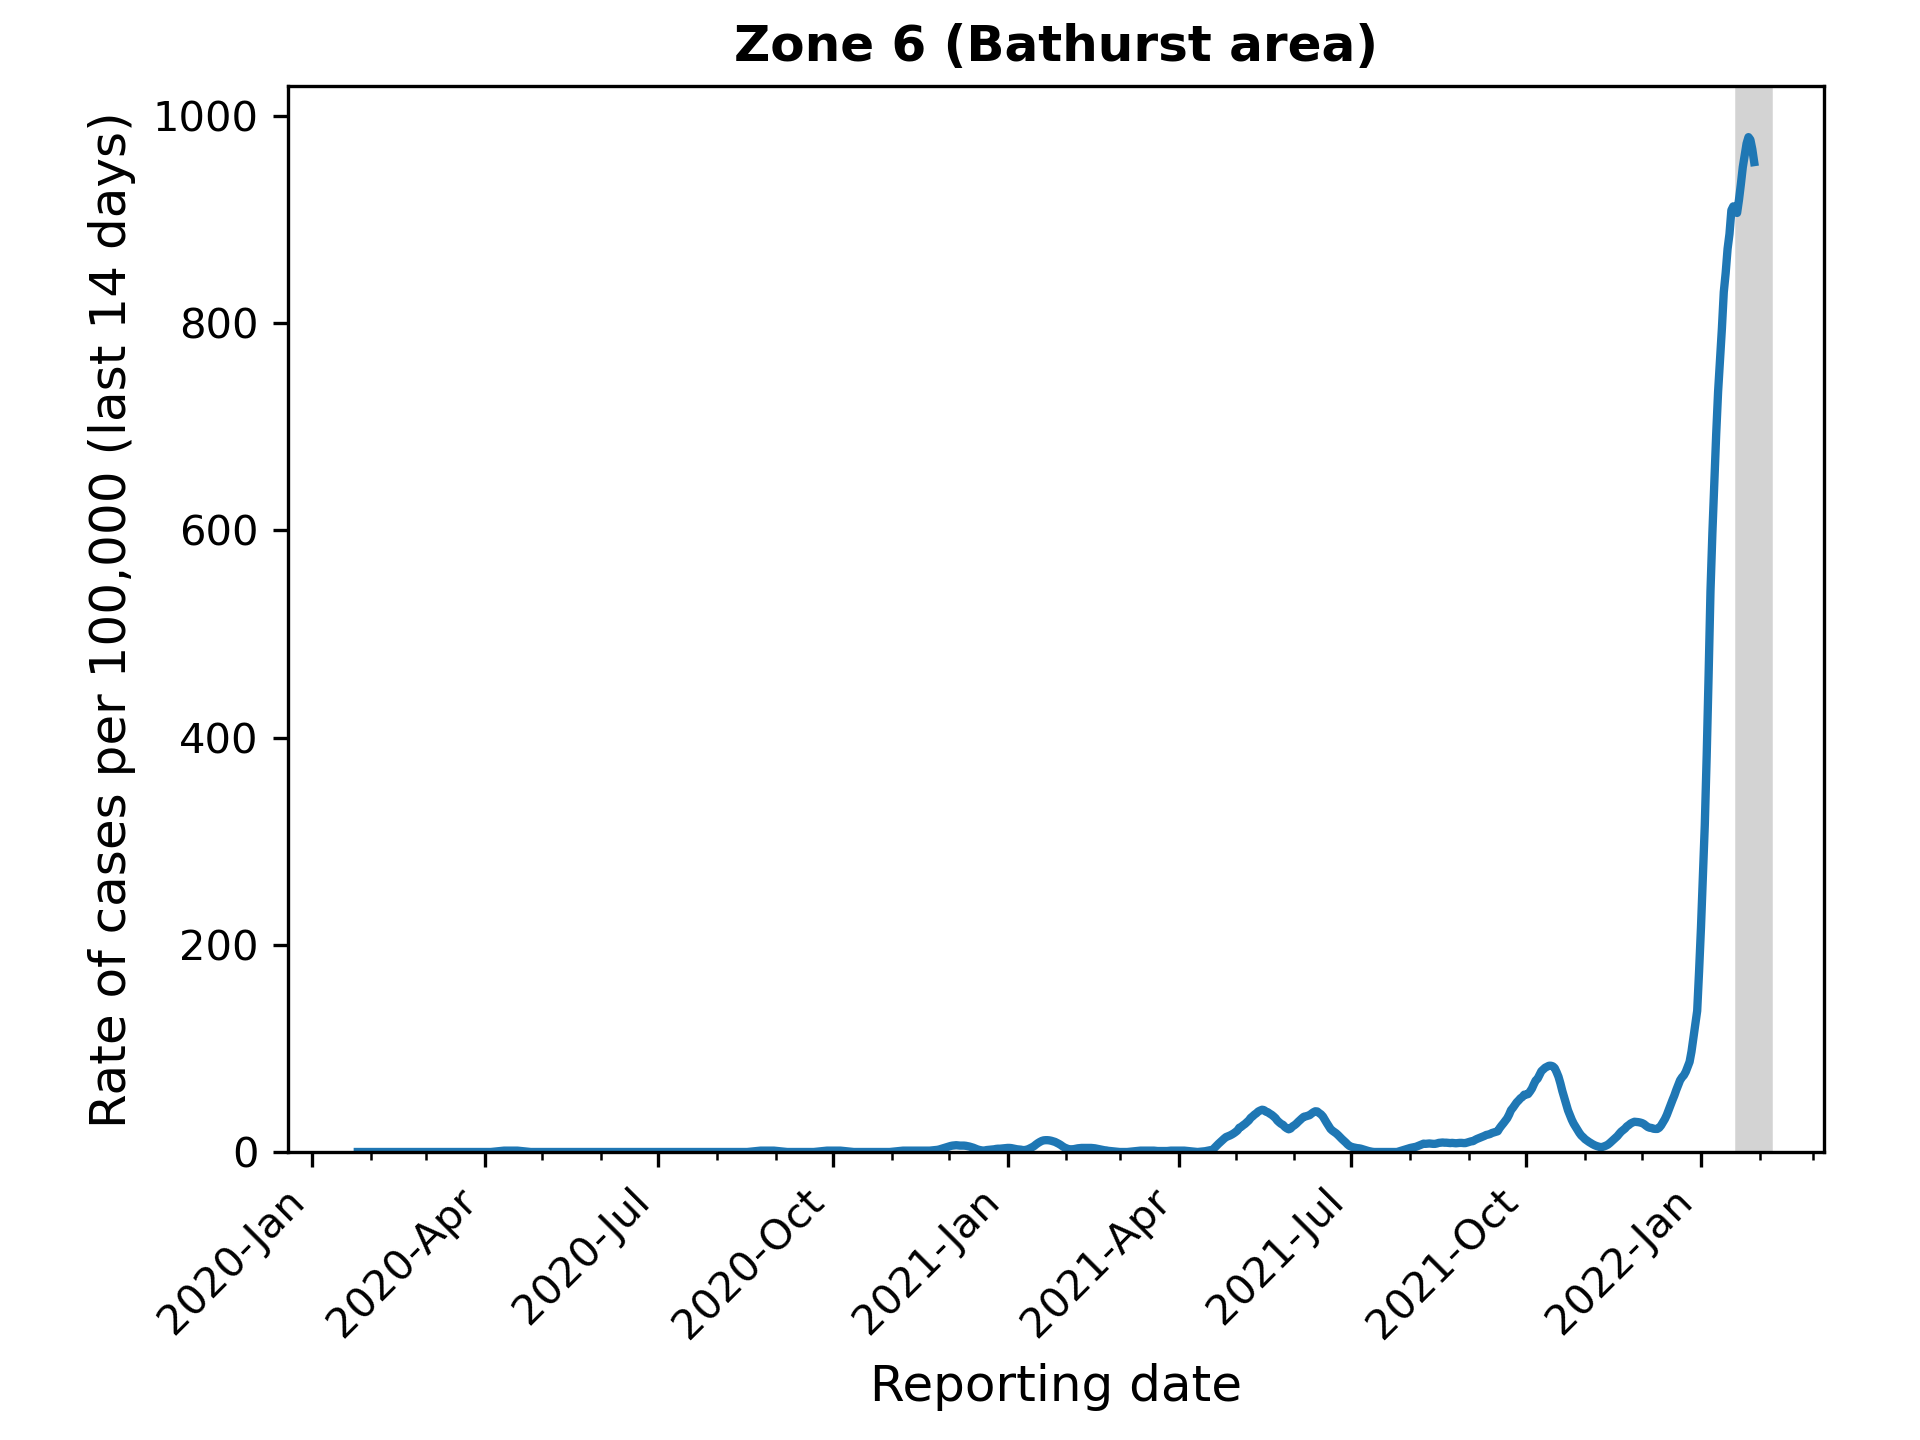 Zone 6 (Bathurst area)
Rate of cases per 100,000 (last 14 days)
1000
800
600
400
200
0
2020-Jan
2020-Apr
2020-Jul
2020-Oct
2021-Jan
2021-Apr
2021-Jul
2021-Oct
2022-Jan
Reporting date